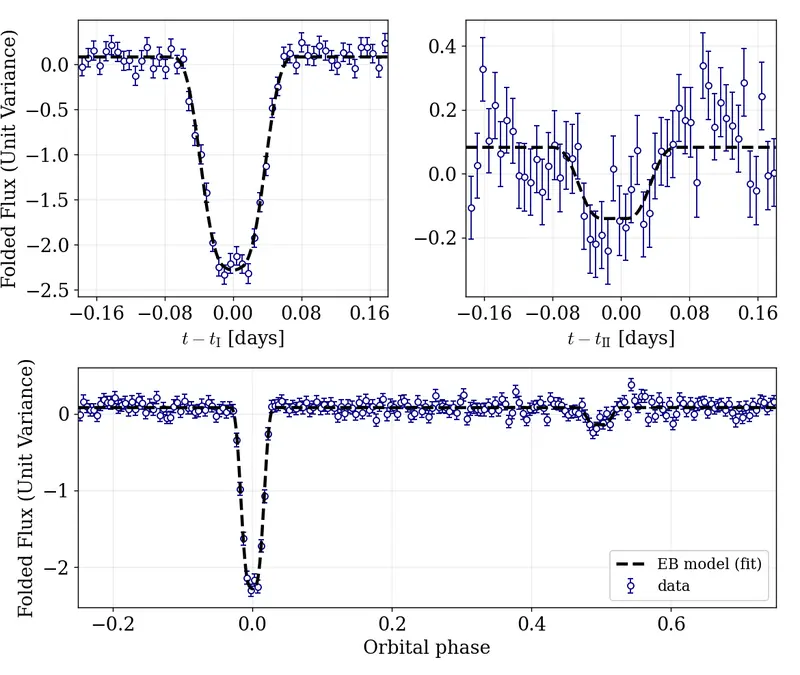 Folded Flux (Unit Variance)
0.0
−0.5
−1.0
−1.5
−2.0
−2.5
−0.16 −0.08 0.00 0.08 0.16
t − tI [days]
0.4
0.2
0.0
−0.2
−0.16 −0.08 0.00 0.08 0.16
t − tII [days]
Folded Flux (Unit Variance)
0
−1
−2
−0.2 0.0 0.2 0.4 0.6
Orbital phase
EB model (fit)
data